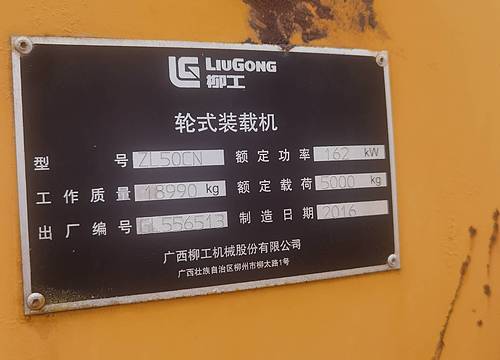 LIUGONG
柳工
轮式装载机
型号 ZL50CN 额定功率 162 kW
工作质量 18990 kg 额定载荷 5000 kg
出厂编号 GL556513 制造日期 2016
广西柳工机械股份有限公司
广西壮族自治区柳州市柳太路1号